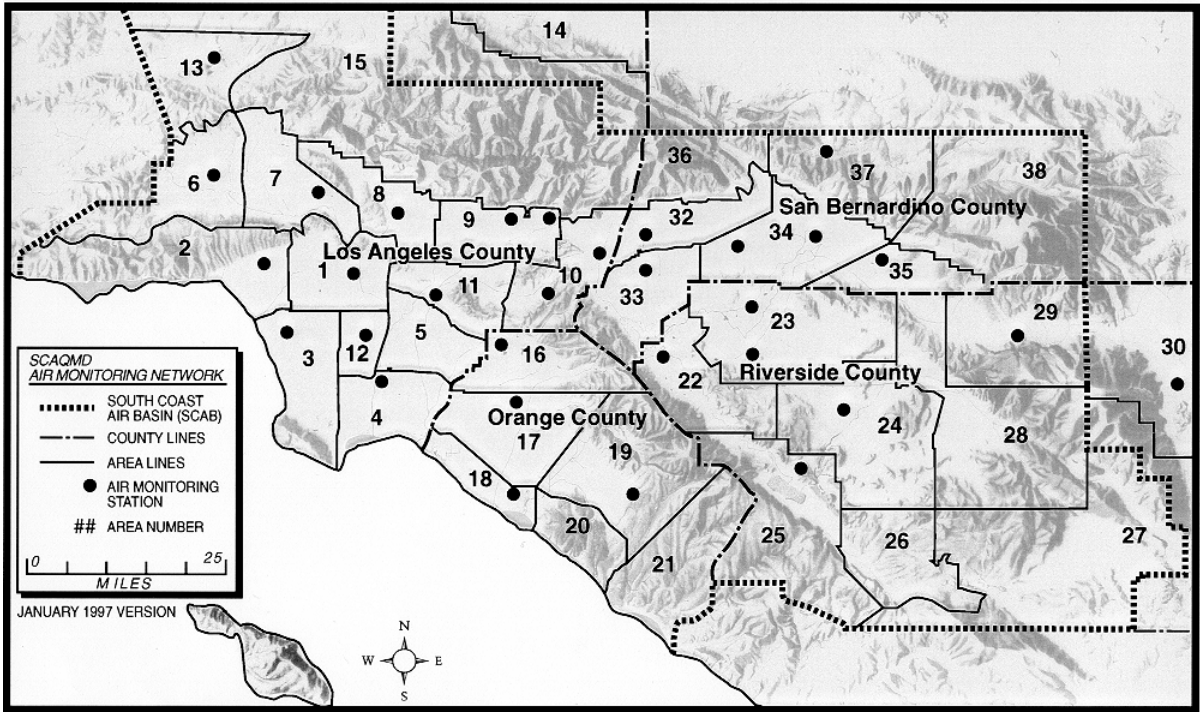 14
13
15
36
37
38
6
7
8
9
32
San Bernardino County
2
Los Angeles County
34
1
10
35
11
33
23
29
3
12
5
16
22
30
Riverside County
4
Orange County
24
28
17
19
18
20
21
25
26
27
SCAQMD
AIR MONITORING NETWORK
SOUTH COAST
AIR BASIN (SCAB)
COUNTY LINES
AREA LINES
AIR MONITORING
STATION
## AREA NUMBER
0 25
MILES
JANUARY 1997 VERSION
N
W E
S